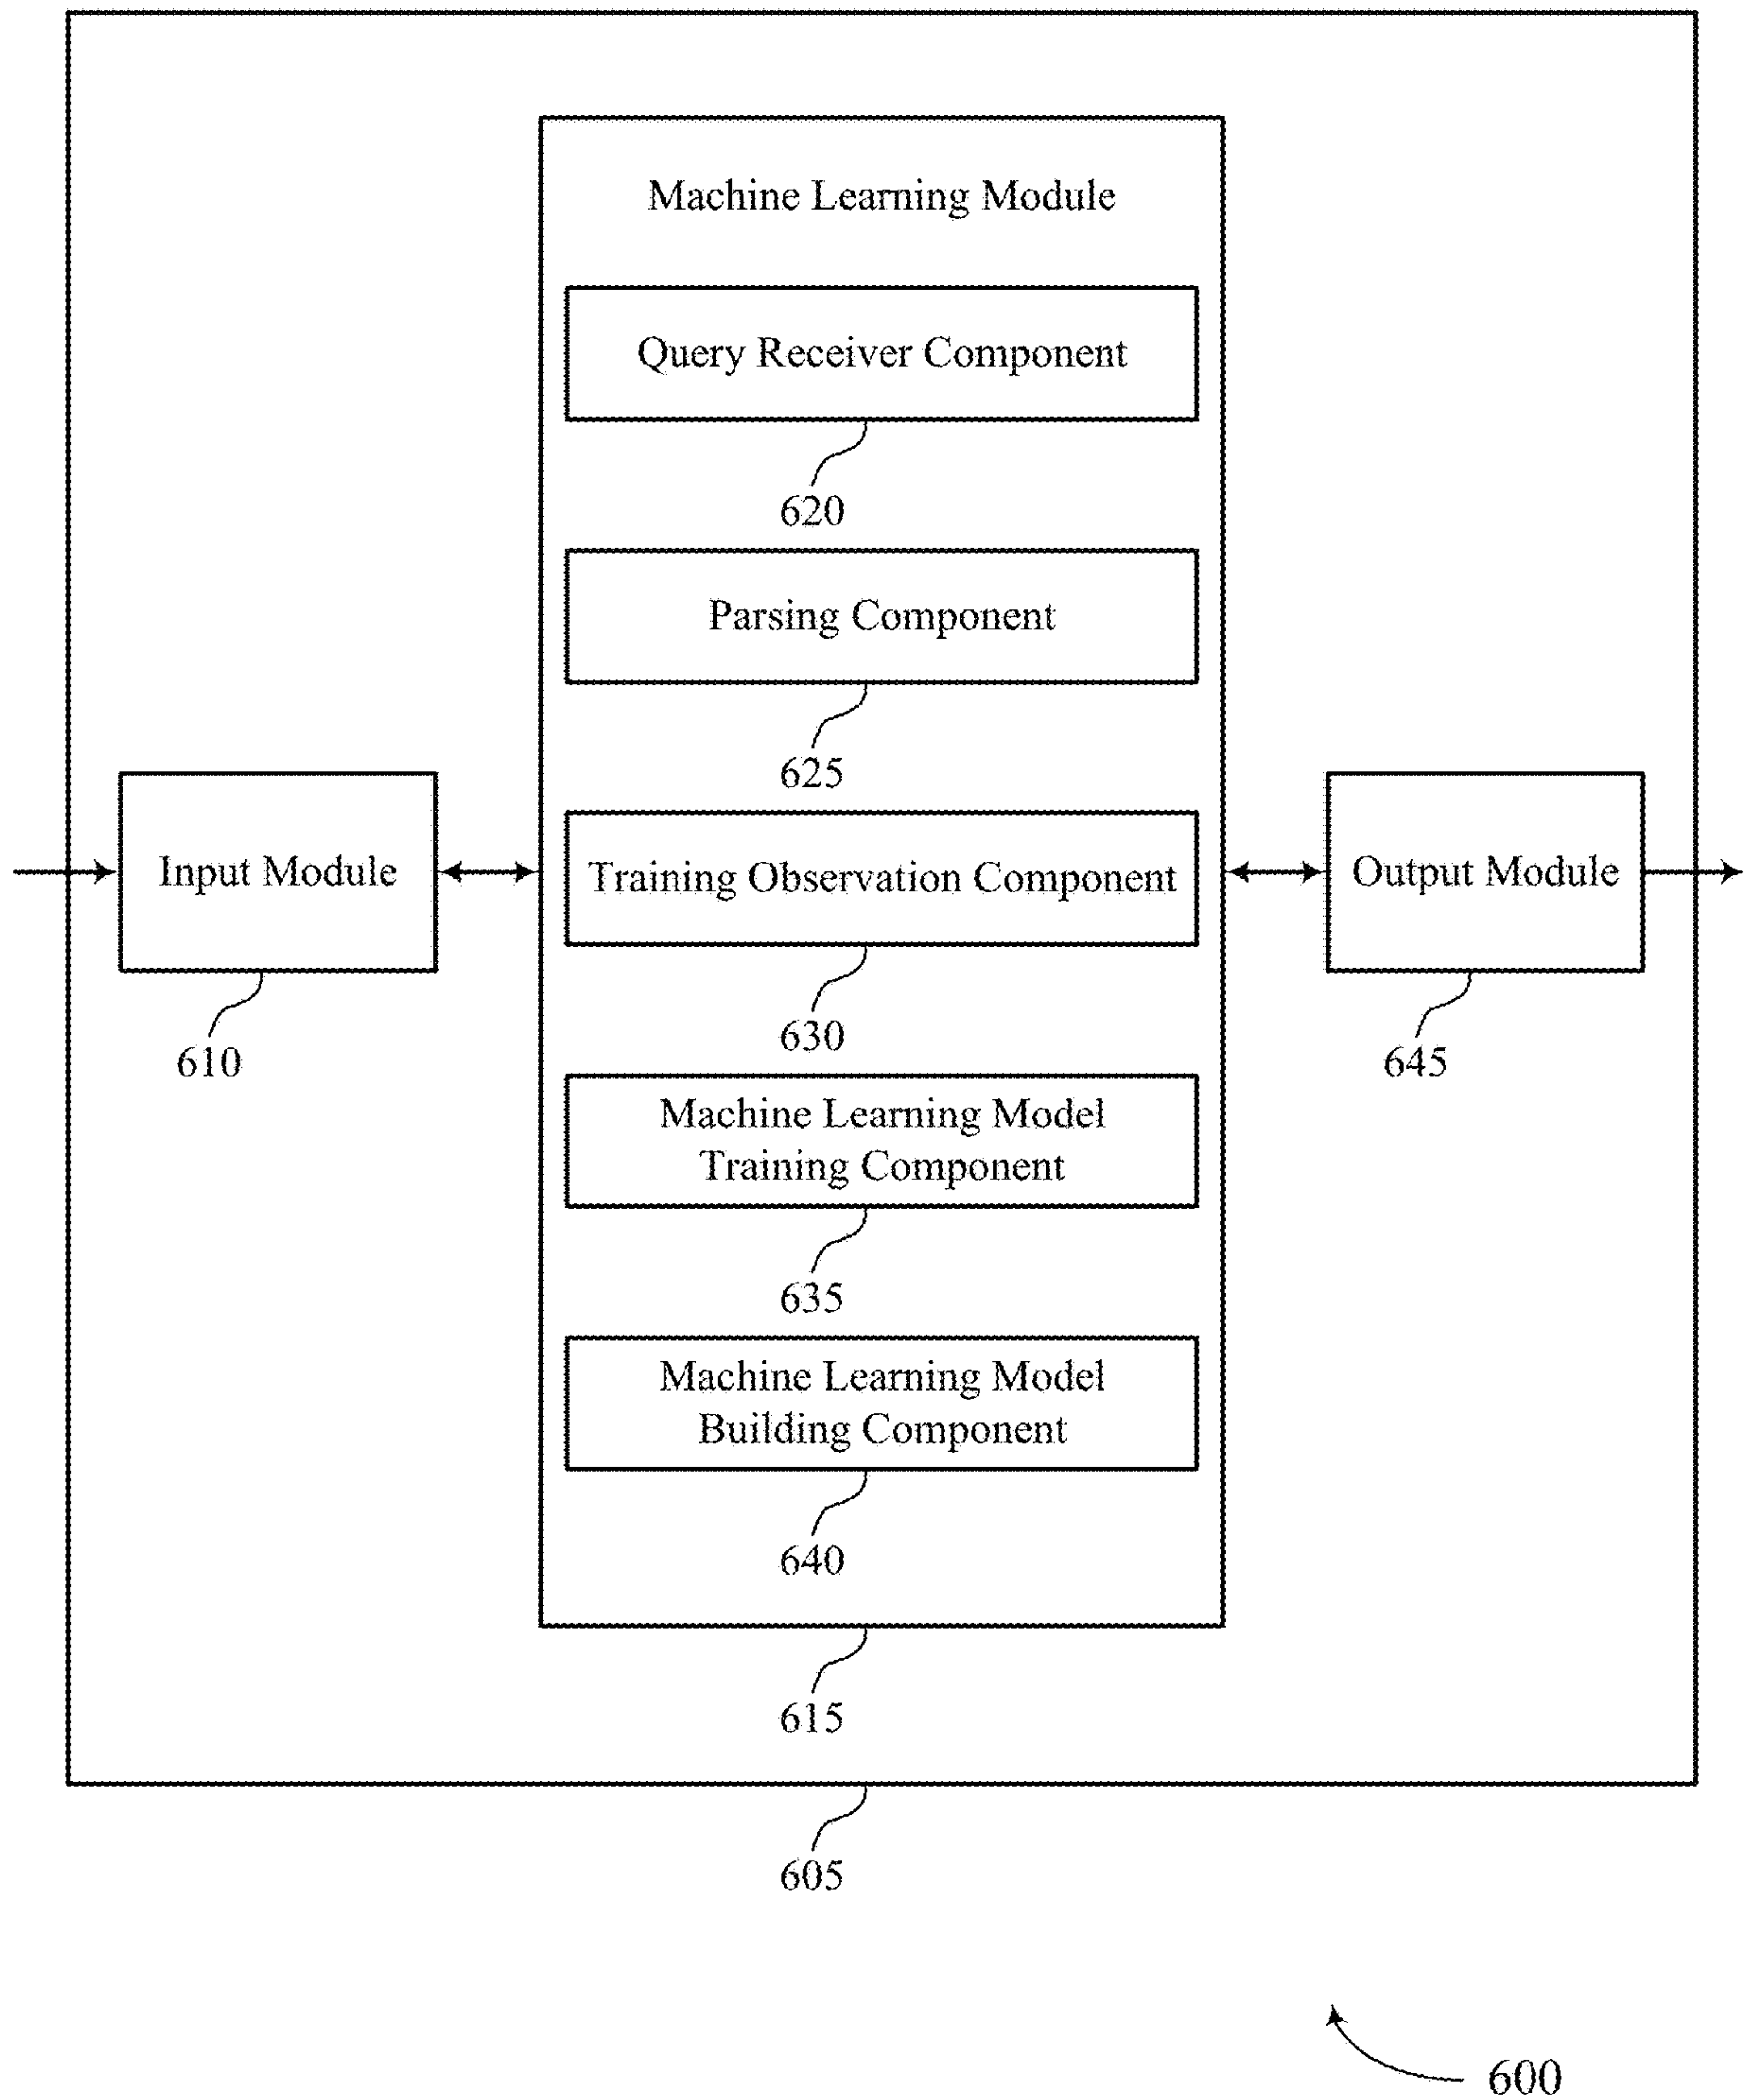 Machine Learning Module
Query Receiver Component
620
Parsing Component
625
Input Module
610
Training Observation Component
630
Output Module
645
Machine Learning Model
Training Component
635
Machine Learning Model
Building Component
640
615
605
600